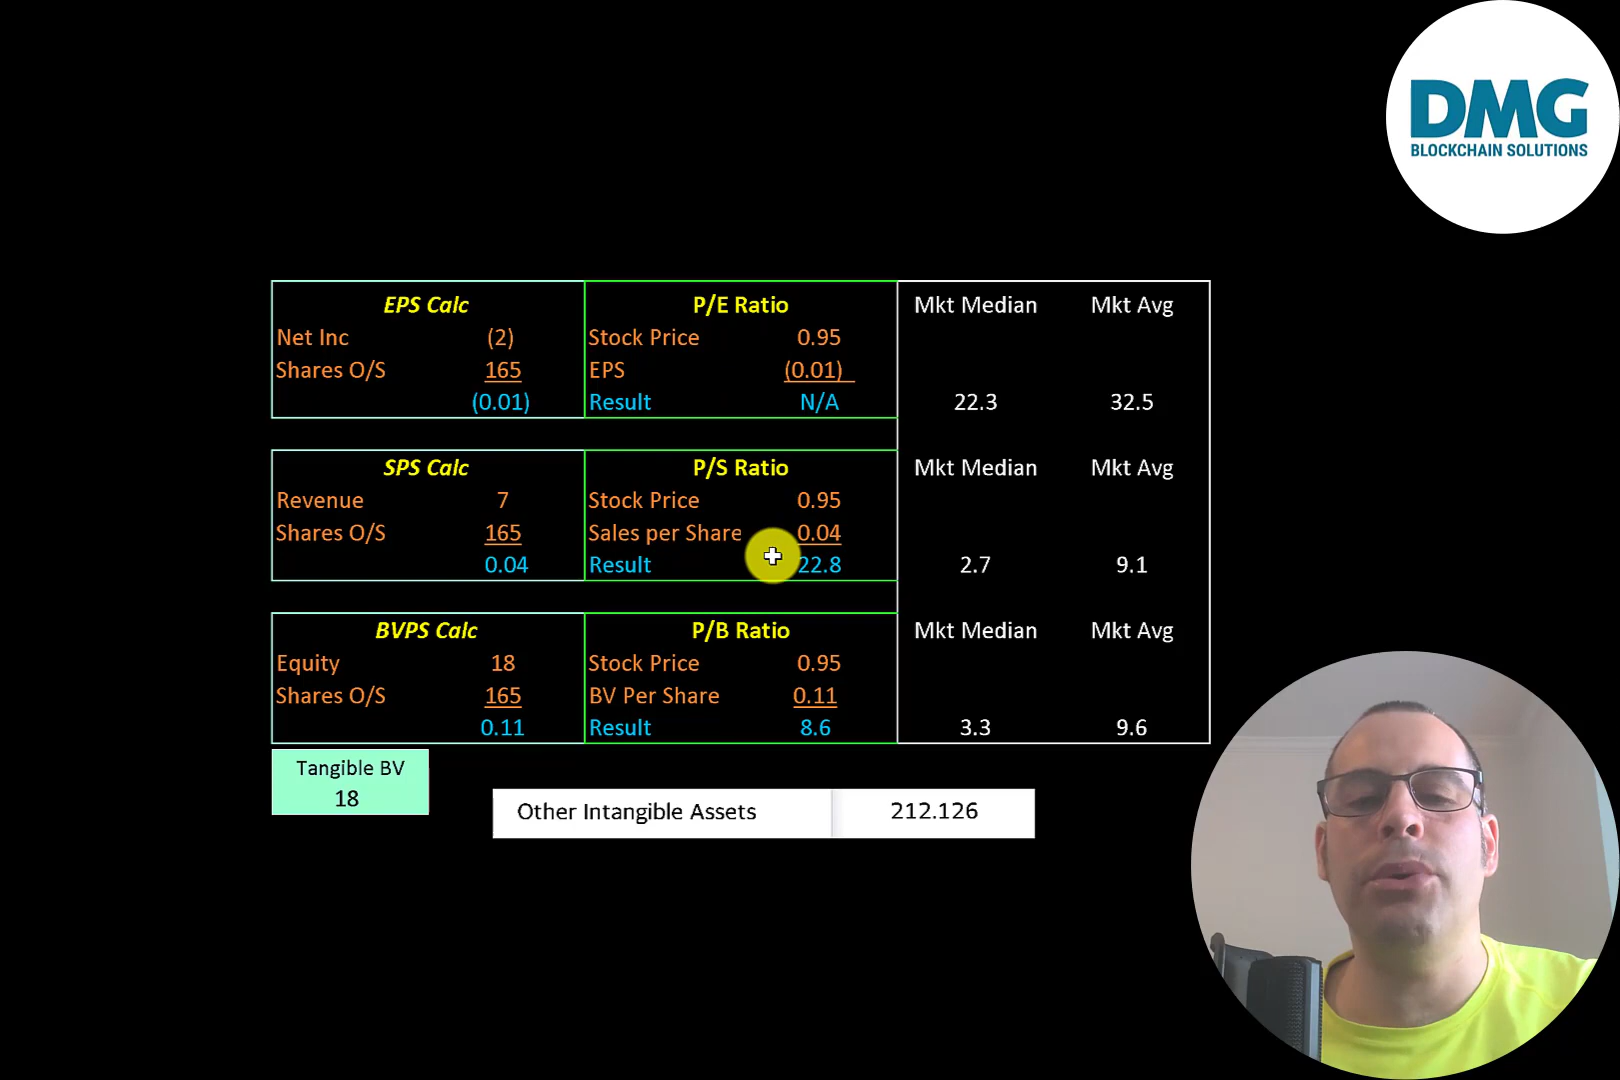 DMG
BLOCKCHAIN SOLUTIONS
EPS Calc P/E Ratio Mkt Median Mkt Avg
Net Inc (2) Stock Price 0.95
Shares O/S 165 EPS (0.01)
(0.01) Result N/A 22.3 32.5
SPS Calc P/S Ratio Mkt Median Mkt Avg
Revenue 7 Stock Price 0.95
Shares O/S 165 Sales per Share 0.04
0.04 Result 22.8 2.7 9.1
BVPS Calc P/B Ratio Mkt Median Mkt Avg
Equity 18 Stock Price 0.95
Shares O/S 165 BV Per Share 0.11
0.11 Result 8.6 3.3 9.6
Tangible BV
18
Other Intangible Assets 212.126